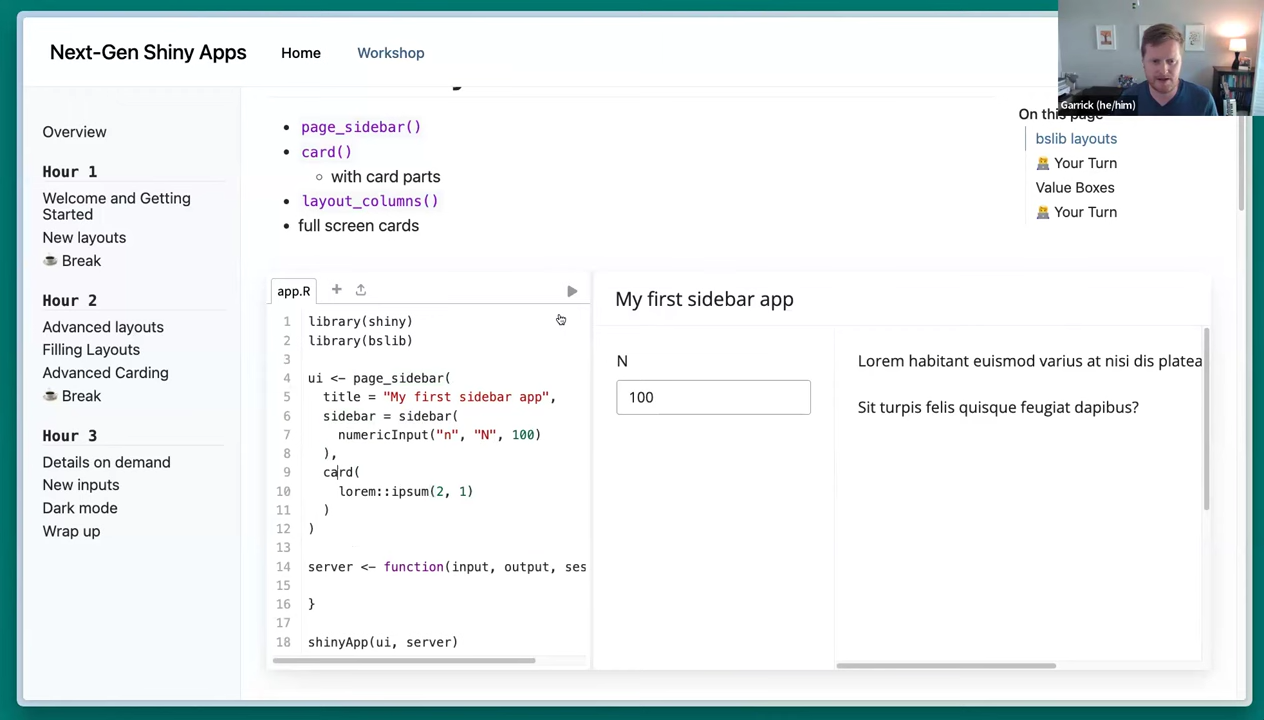 Next-Gen Shiny Apps
Home
Workshop
Garrick (he/him)
Overview
Hour 1
Welcome and Getting
Started
New layouts
☕ Break
Hour 2
Advanced layouts
Filling Layouts
Advanced Carding
☕ Break
Hour 3
Details on demand
New inputs
Dark mode
Wrap up
page_sidebar()
card()
with card parts
layout_columns()
full screen cards
On this page
bslib layouts
🧑‍💻 Your Turn
Value Boxes
🧑‍💻 Your Turn
app.R
1 library(shiny)
2 library(bslib)
3
4 ui <- page_sidebar(
5 title = "My first sidebar app",
6 sidebar = sidebar(
7 numericInput("n", "N", 100)
8 ),
9 card(
10 lorem::ipsum(2, 1)
11 )
12 )
13
14 server <- function(input, output, ses
15
16 }
17
18 shinyApp(ui, server)
My first sidebar app
N
100
Lorem habitant euismod varius at nisi dis platea
Sit turpis felis quisque feugiat dapibus?